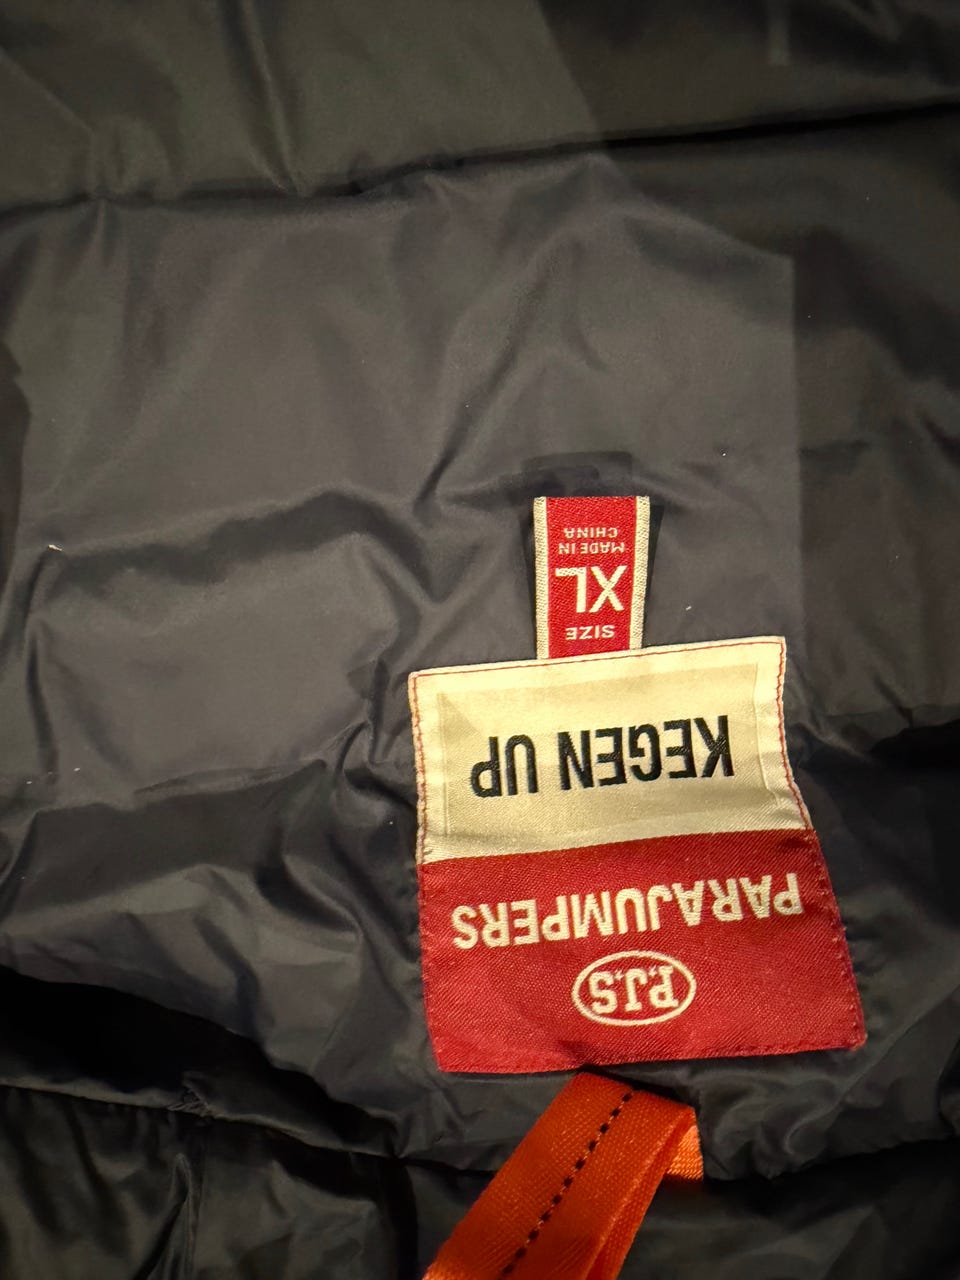 P.J.S
PARAJUMPERS
KEGEN UP
SIZE
XL
MADE IN
CHINA